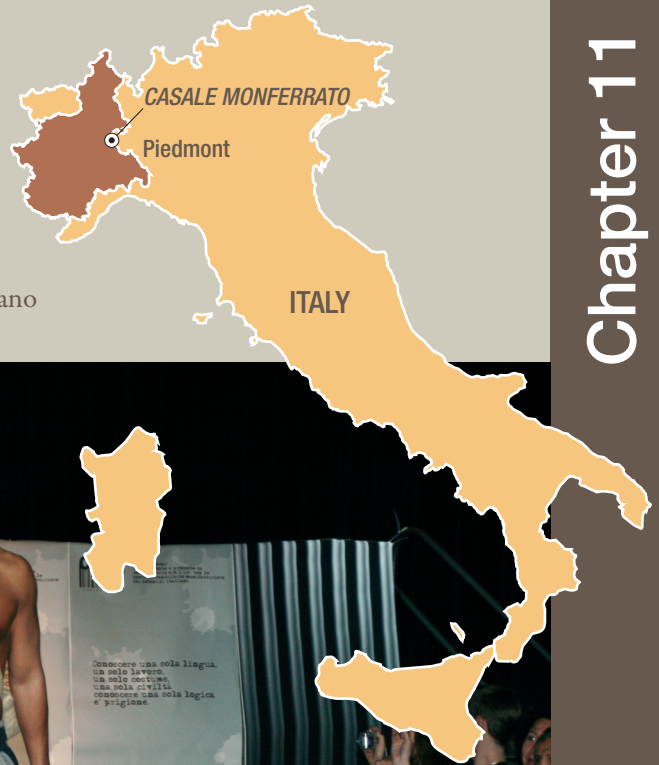 Chapter 11
CASALE MONFERRATO
Piedmont
ITALY
ano
Conoscere una sola lingua,
un solo lavoro,
un solo costume,
una sola civiltà
conoscere una sola logica
e' prigione.